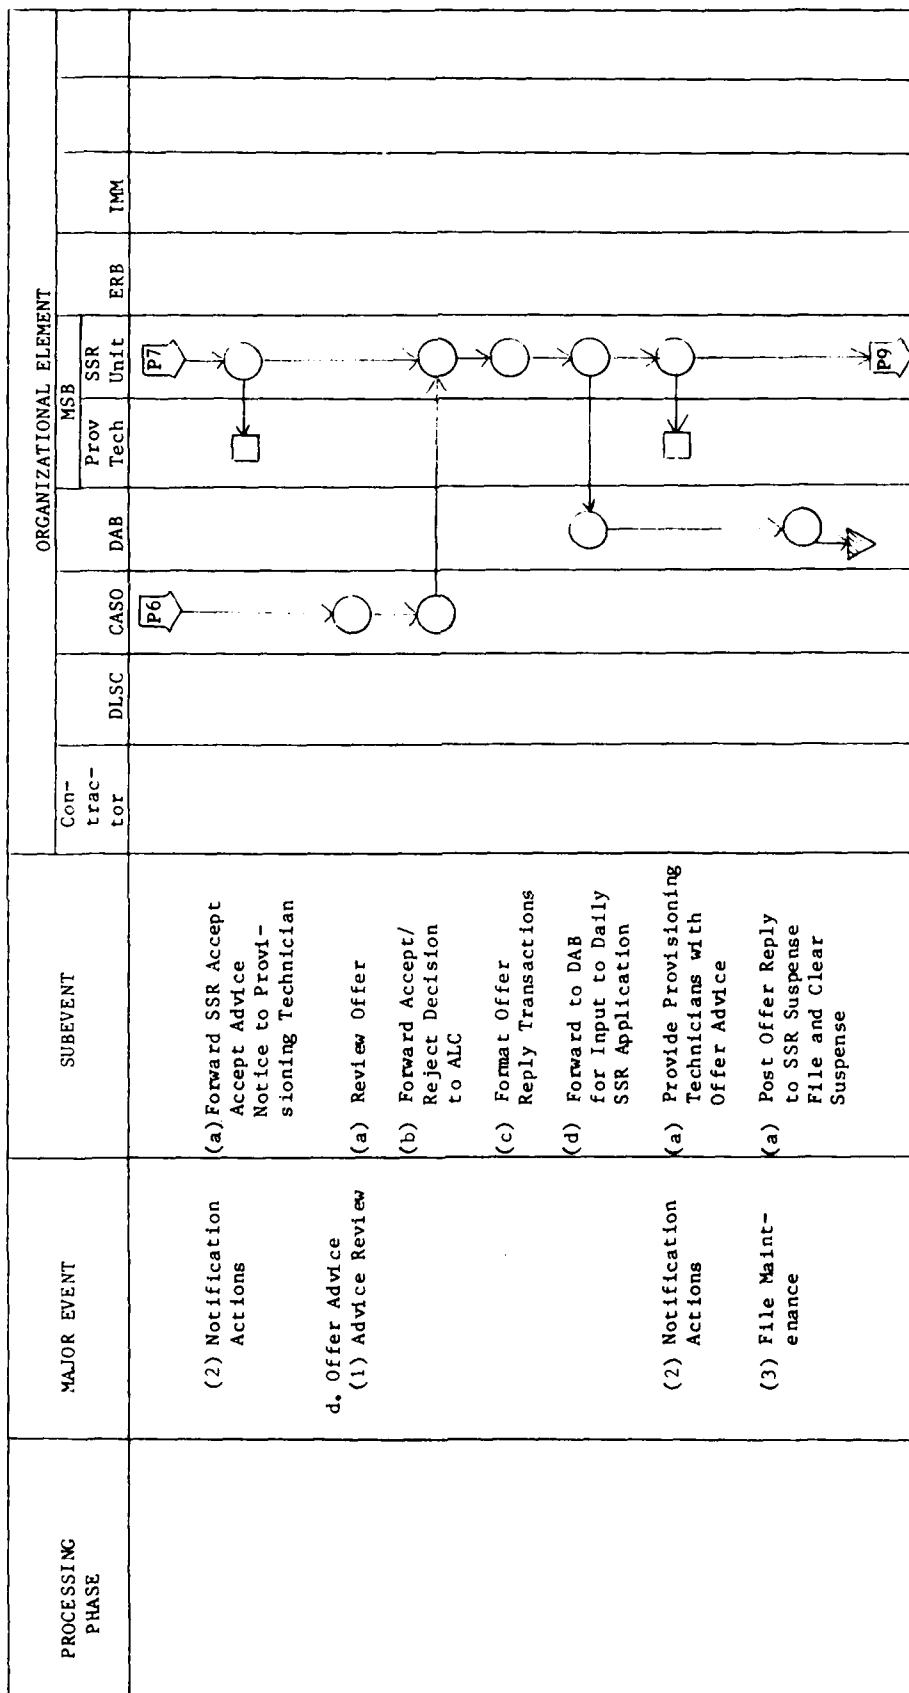 ORGANIZATIONAL ELEMENT
PROCESSING
PHASE
MAJOR EVENT
SUBEVENT
Con-
trac-
tor
DLSC
CASO
DAB
MSB
Prov
Tech
SSR
Unit
ERB
IMM
P6
P7
(2) Notification
Actions
(a) Forward SSR Accept
Accept Advice
Notice to Provi-
sioning Technician
d. Offer Advice
(1) Advice Review
(a) Review Offer
(b) Forward Accept/
Reject Decision
to ALC
(c) Format Offer
Reply Transactions
(d) Forward to DAB
for Input to Daily
SSR Application
(2) Notification
Actions
(a) Provide Provisioning
Technicians with
Offer Advice
(3) File Maint-
enance
(a) Post Offer Reply
to SSR Suspense
File and Clear
Suspense
P9